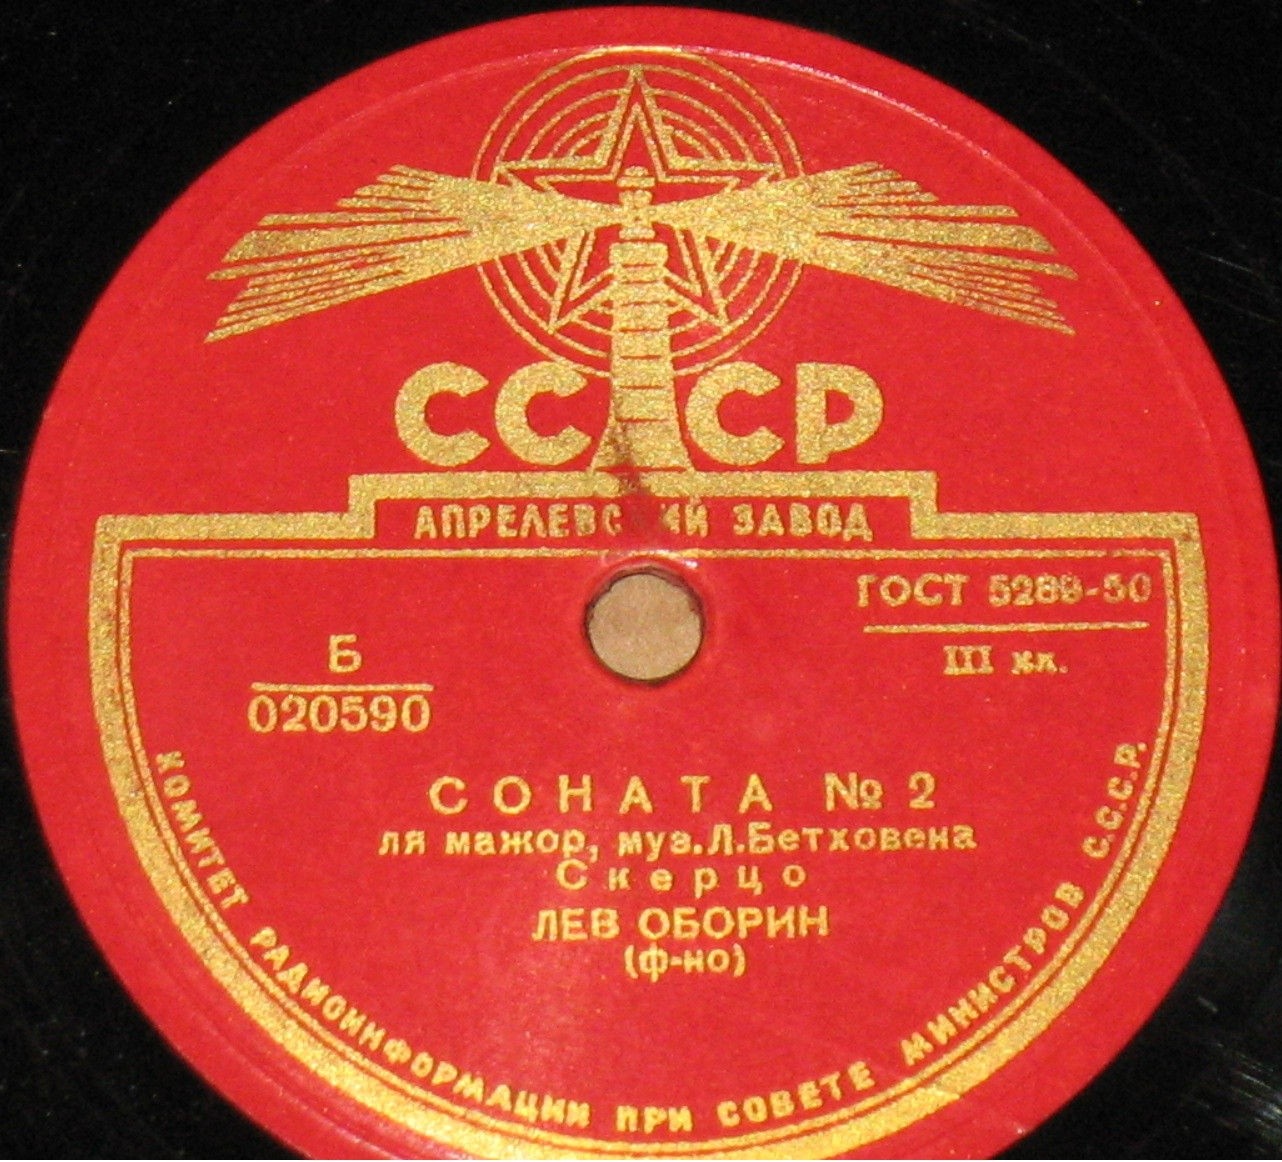 СССР
АПРЕЛЕВСКИЙ ЗАВОД
ГОСТ 5289-50
III кл.
Б
020590
СОНАТА № 2
ля мажор, муз.Л.Бетховена
Скерцо
ЛЕВ ОБОРИН
(ф-но)
КОМИТЕТ РАДИОИНФОРМАЦИИ ПРИ СОВЕТЕ МИНИСТРОВ С.С.С.Р.